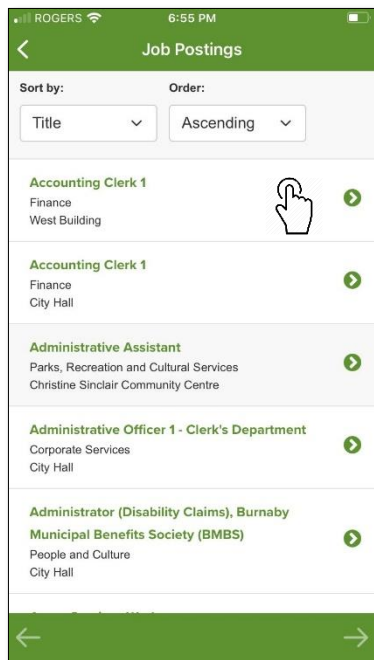 ROGERS 6:55 PM
Job Postings
Sort by: Order:
Title Ascending
Accounting Clerk 1
Finance
West Building
Accounting Clerk 1
Finance
City Hall
Administrative Assistant
Parks, Recreation and Cultural Services
Christine Sinclair Community Centre
Administrative Officer 1 - Clerk's Department
Corporate Services
City Hall
Administrator (Disability Claims), Burnaby
Municipal Benefits Society (BMBS)
People and Culture
City Hall